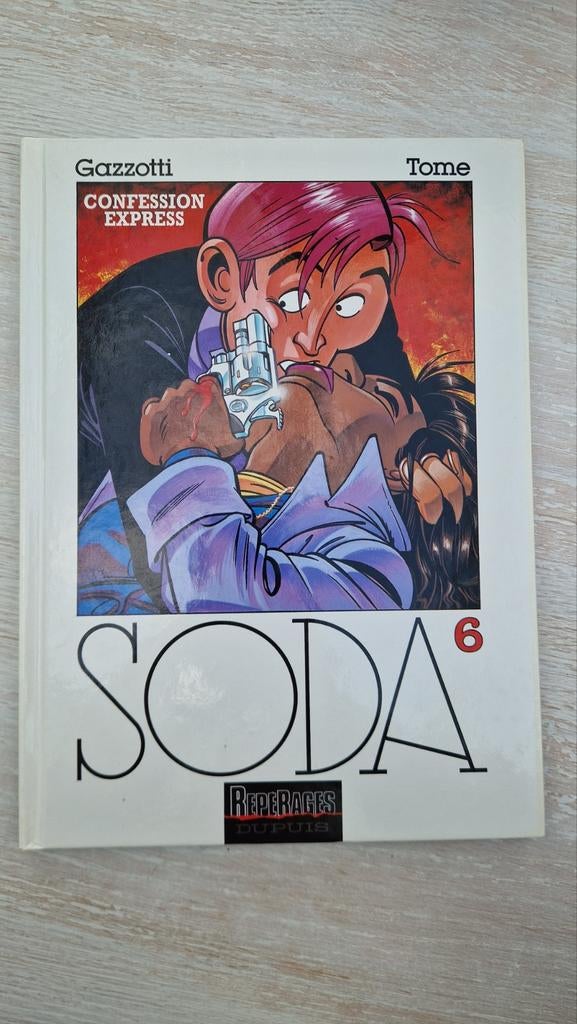 Gazzotti Tome
CONFESSION
EXPRESS
SODA 6
REPERAGES
DUPUIS